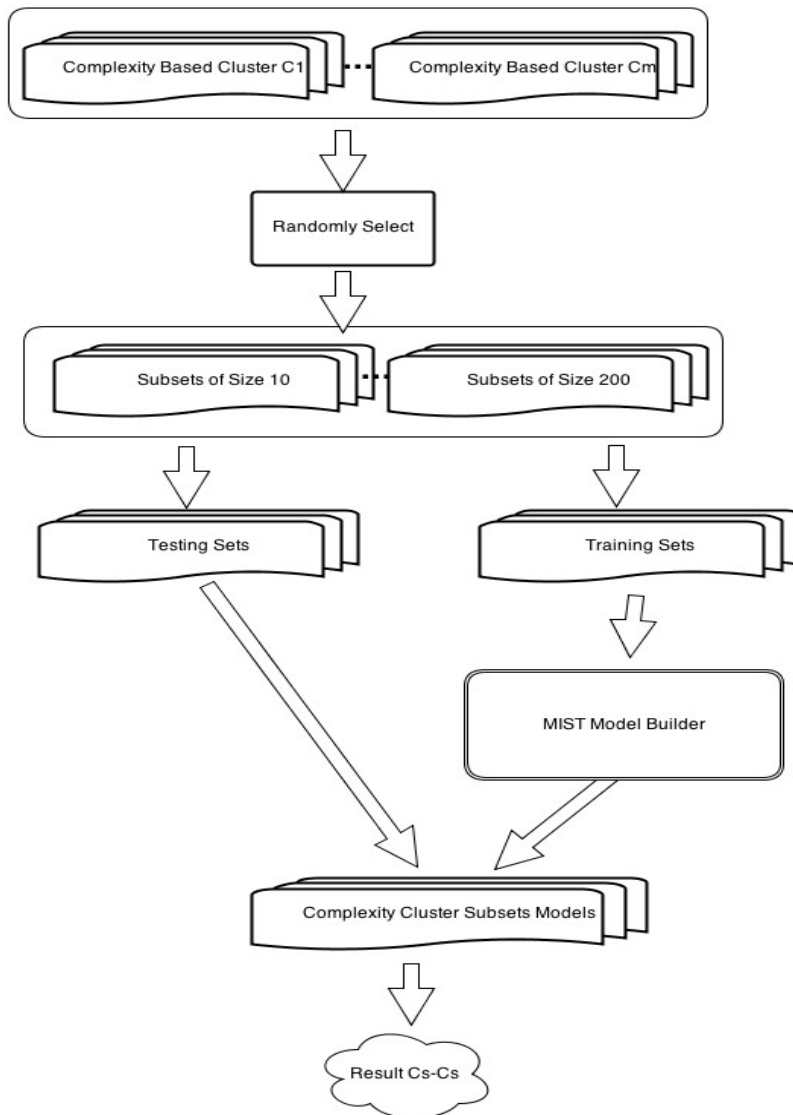 Complexity Based Cluster C1
Complexity Based Cluster Cm
Randomly Select
Subsets of Size 10
Subsets of Size 200
Testing Sets
Training Sets
MIST Model Builder
Complexity Cluster Subsets Models
Result Cs-Cs